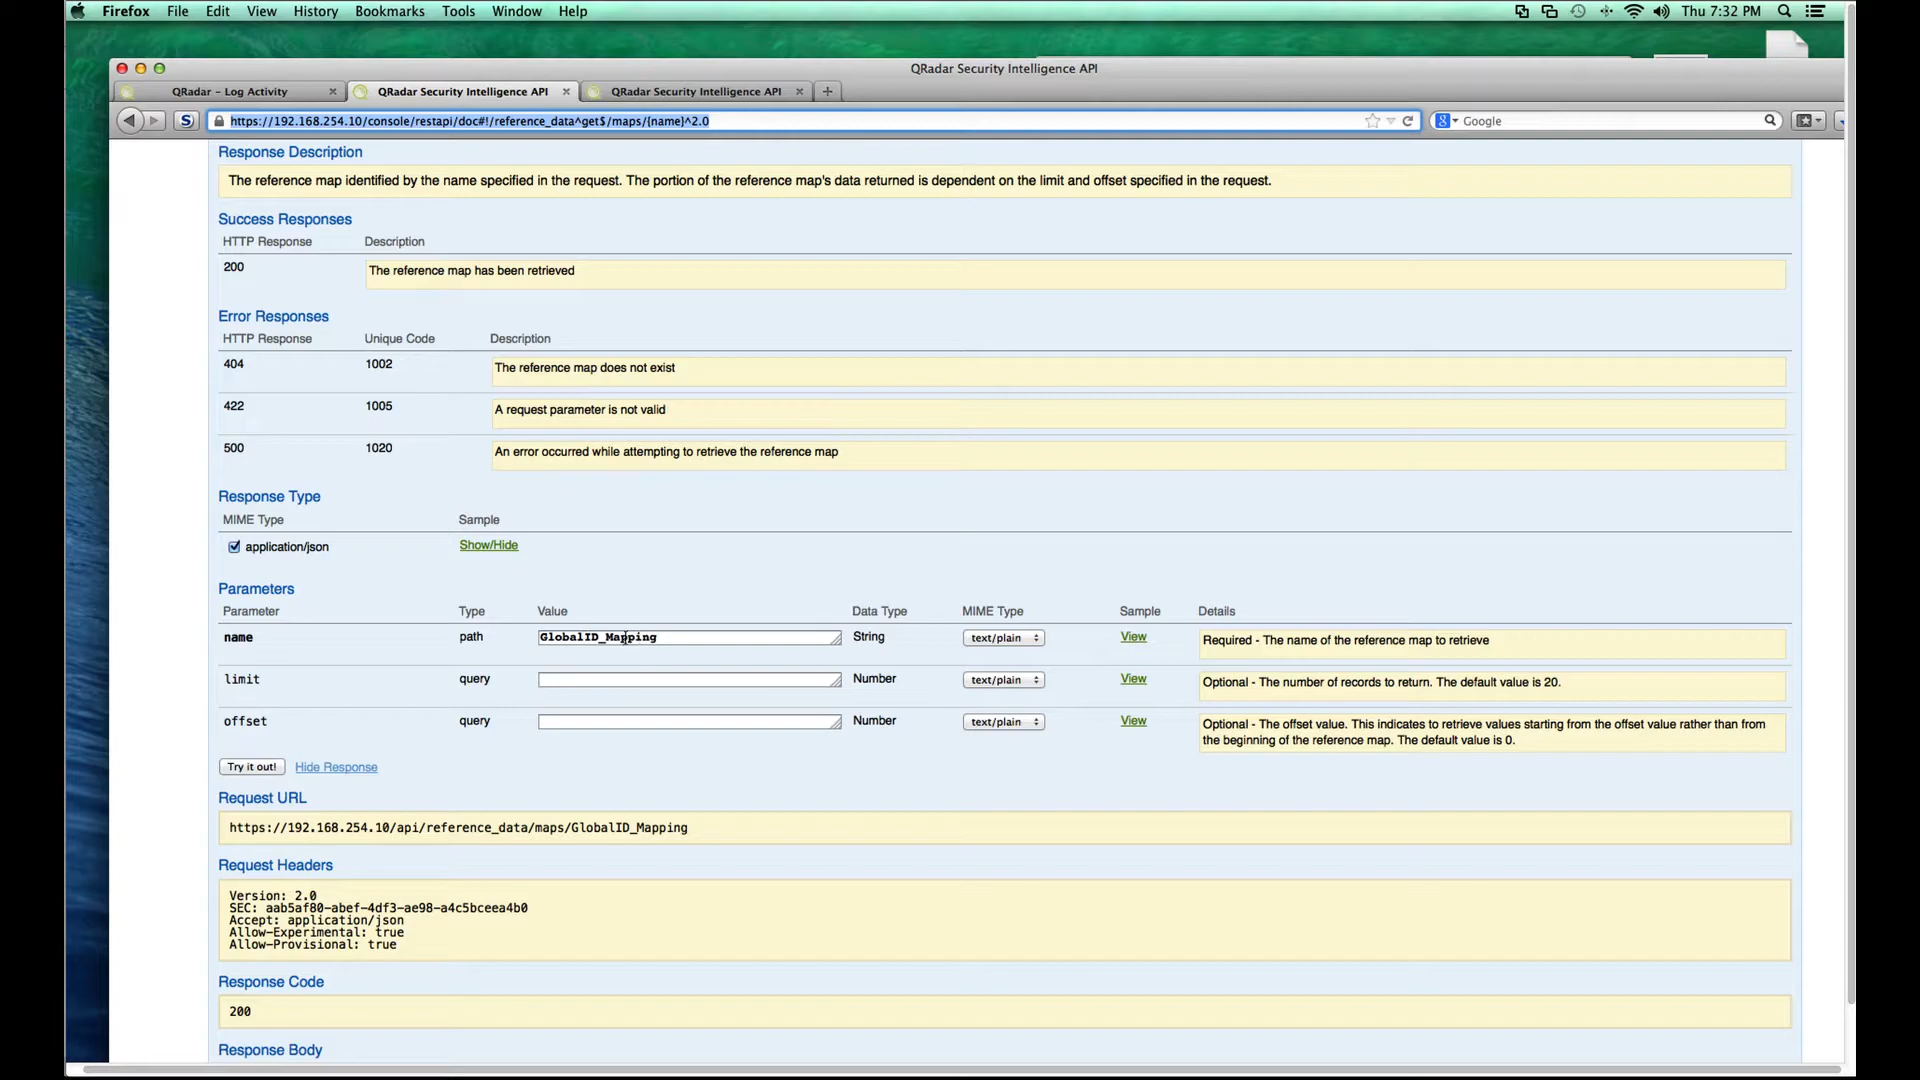 Firefox File Edit View History Bookmarks Tools Window Help Thu 7:32 PM
QRadar Security Intelligence API
QRadar - Log Activity QRadar Security Intelligence API QRadar Security Intelligence API
https://192.168.254.10/console/restapi/doc#!/reference_data^get$/maps/{name}^2.0 Google
Response Description
The reference map identified by the name specified in the request. The portion of the reference map's data returned is dependent on the limit and offset specified in the request.
Success Responses
HTTP Response Description
200 The reference map has been retrieved
Error Responses
HTTP Response Unique Code Description
404 1002 The reference map does not exist
422 1005 A request parameter is not valid
500 1020 An error occurred while attempting to retrieve the reference map
Response Type
MIME Type Sample
application/json Show/Hide
Parameters
Parameter Type Value Data Type MIME Type Sample Details
name path GlobalID_Mapping String text/plain View Required - The name of the reference map to retrieve
limit query Number text/plain View Optional - The number of records to return. The default value is 20.
offset query Number text/plain View Optional - The offset value. This indicates to retrieve values starting from the offset value rather than from
the beginning of the reference map. The default value is 0.
Try it out! Hide Response
Request URL
https://192.168.254.10/api/reference_data/maps/GlobalID_Mapping
Request Headers
Version: 2.0
SEC: aab5af80-abef-4df3-ae98-a4c5bceea4b0
Accept: application/json
Allow-Experimental: true
Allow-Provisional: true
Response Code
200
Response Body